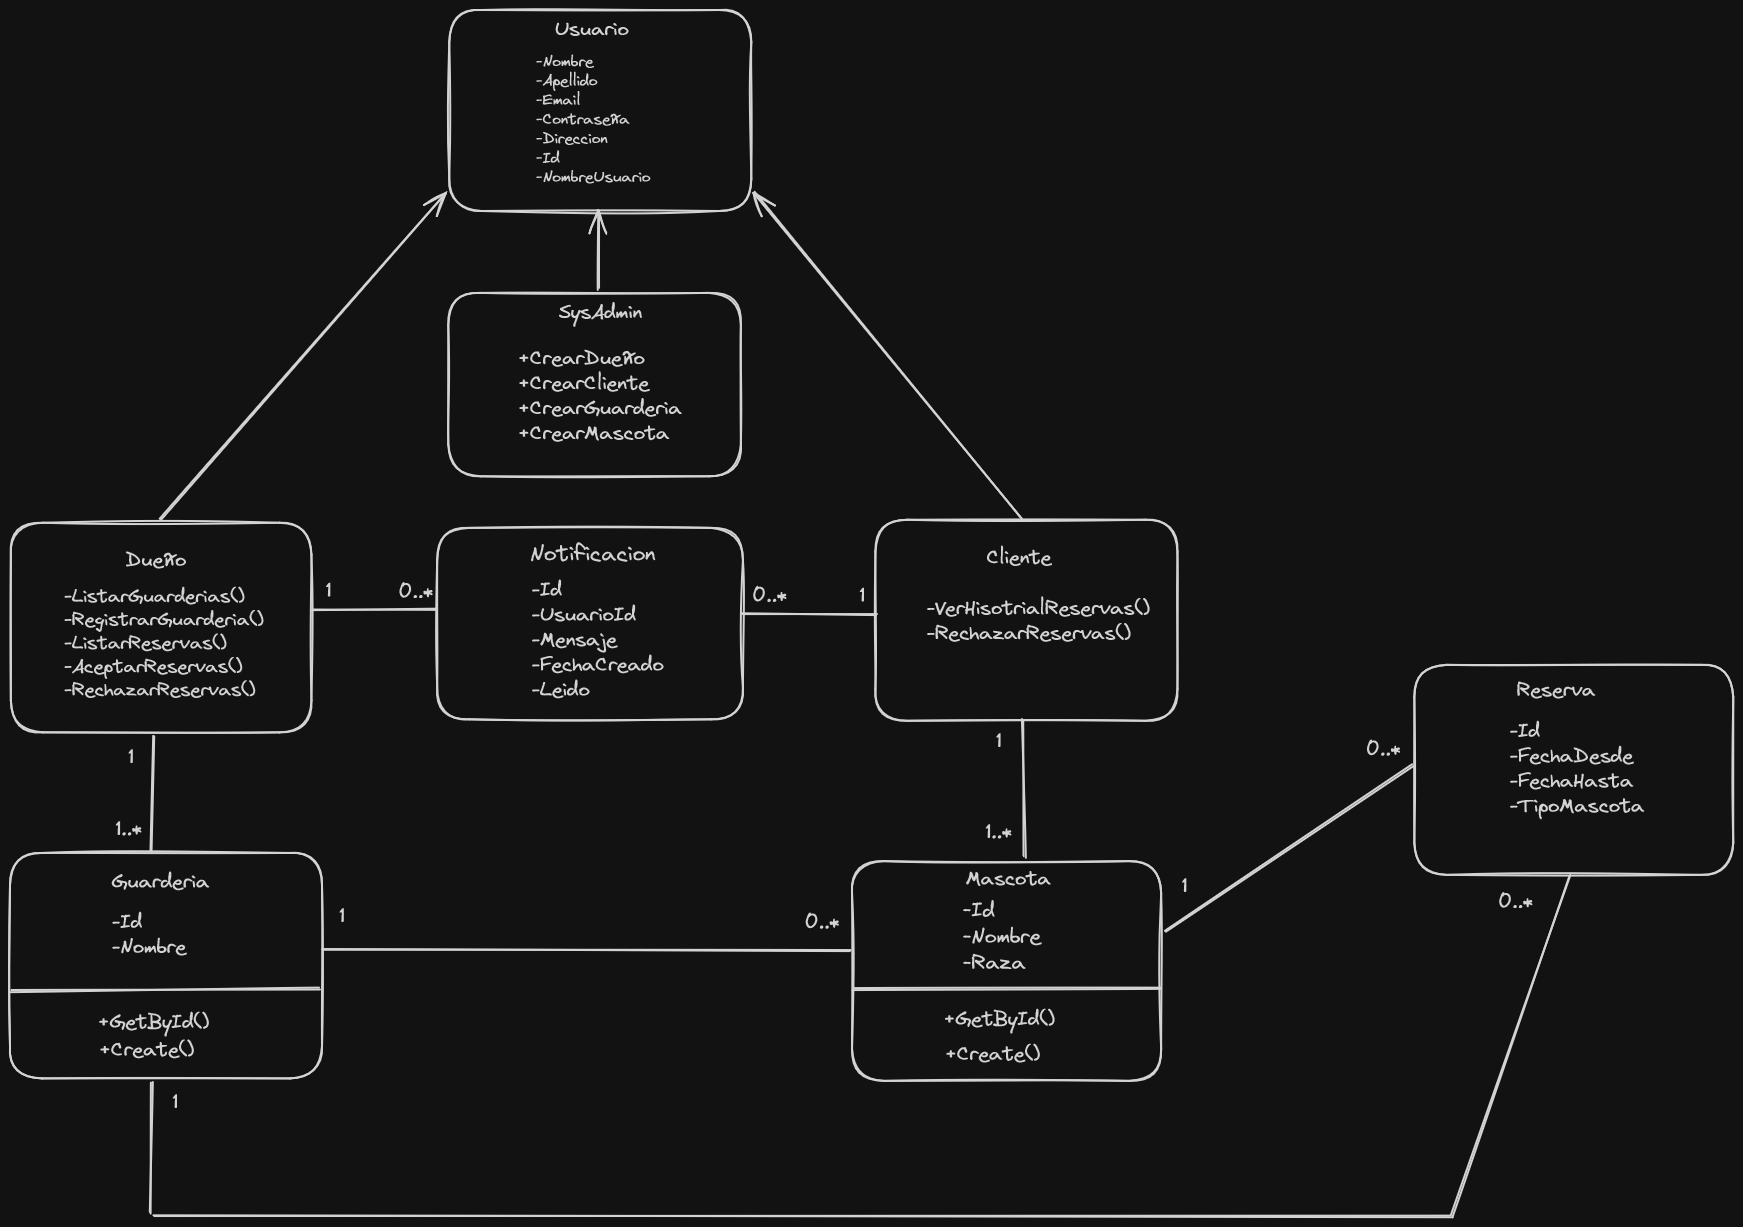 Usuario
-Nombre
-Apellido
-Email
-Contraseña
-Direccion
-Id
-NombreUsuario
SysAdmin
+CrearDueño
+CrearCliente
+CrearGuarderia
+CrearMascota
Dueño
-ListarGuarderias()
-RegistrarGuarderia()
-ListarReservas()
-AceptarReservas()
-RechazarReservas()
1
0..*
Notificacion
-Id
-UsuarioId
-Mensaje
-FechaCreado
-Leido
0..*
1
Cliente
-VerHisotrialReservas()
-RechazarReservas()
Reserva
-Id
-FechaDesde
-FechaHasta
-TipoMascota
1
1..*
1
1..*
0..*
1
0..*
Guarderia
-Id
-Nombre
+GetById()
+Create()
1
0..*
Mascota
-Id
-Nombre
-Raza
+GetById()
+Create()
1